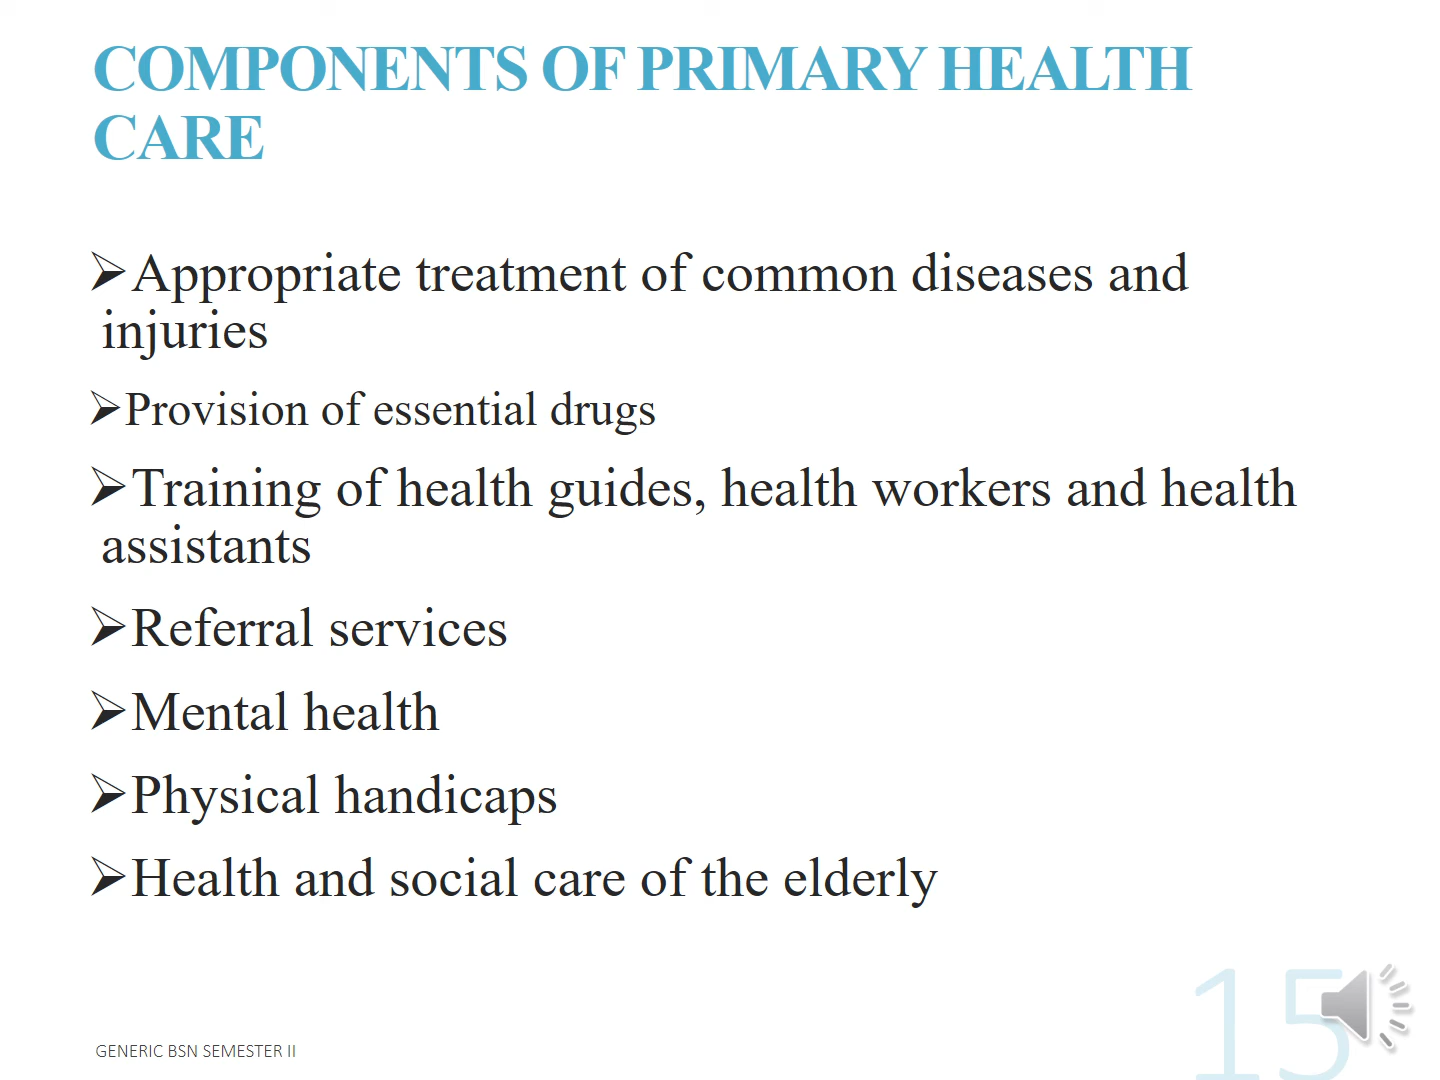 COMPONENTS OF PRIMARY HEALTH
CARE
➢Appropriate treatment of common diseases and
injuries
➢Provision of essential drugs
➢Training of health guides, health workers and health
assistants
➢Referral services
➢Mental health
➢Physical handicaps
➢Health and social care of the elderly
15
GENERIC BSN SEMESTER II